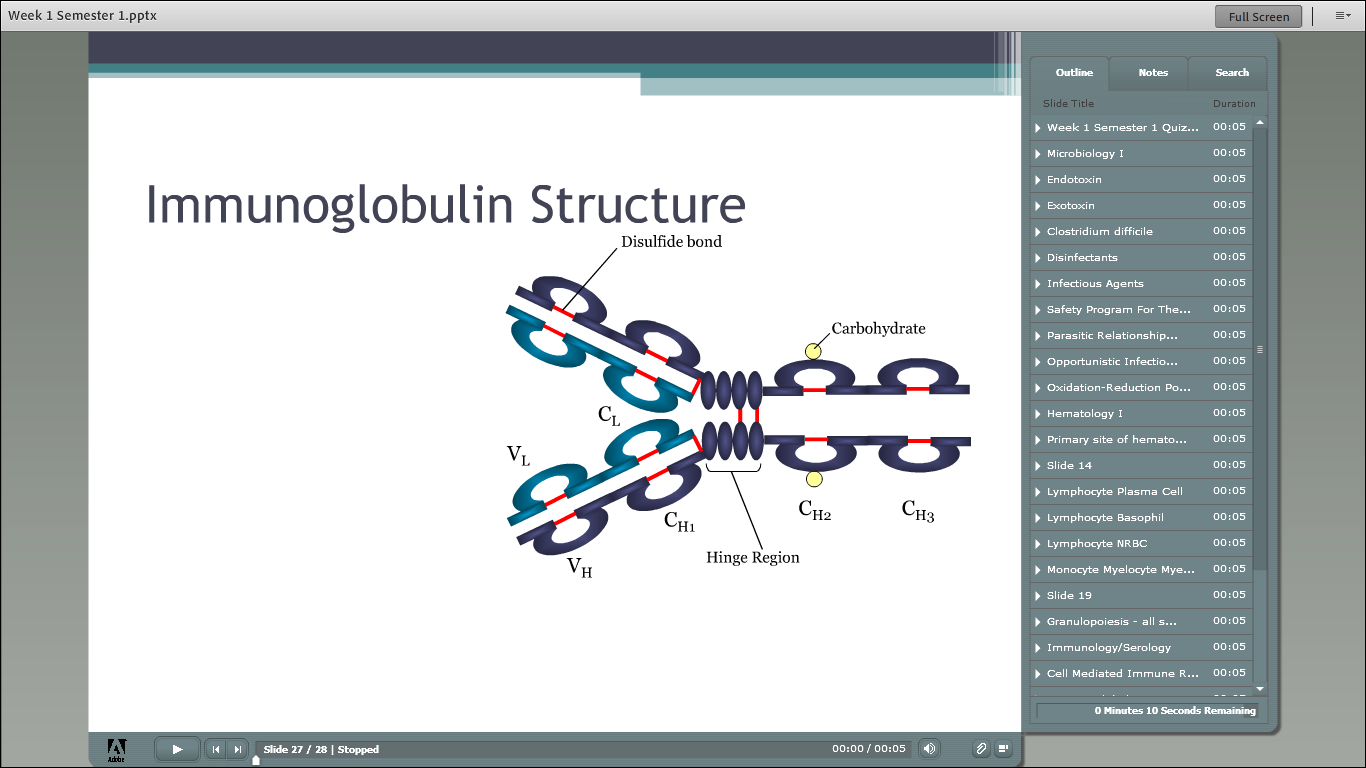 Week 1 Semester 1.pptx
Full Screen
Immunoglobulin Structure
Disulfide bond
Carbohydrate
CL
VL
CH1
CH2
CH3
Hinge Region
VH
Outline
Notes
Search
Slide Title Duration
Week 1 Semester 1 Quiz... 00:05
Microbiology I 00:05
Endotoxin 00:05
Exotoxin 00:05
Clostridium difficile 00:05
Disinfectants 00:05
Infectious Agents 00:05
Safety Program For The... 00:05
Parasitic Relationship... 00:05
Opportunistic Infectio... 00:05
Oxidation-Reduction Po... 00:05
Hematology I 00:05
Primary site of hemato... 00:05
Slide 14 00:05
Lymphocyte Plasma Cell 00:05
Lymphocyte Basophil 00:05
Lymphocyte NRBC 00:05
Monocyte Myelocyte Mye... 00:05
Slide 19 00:05
Granulopoiesis - all s... 00:05
Immunology/Serology 00:05
Cell Mediated Immune R... 00:05
0 Minutes 10 Seconds Remaining
Adobe
Slide 27 / 28 | Stopped
00:00 / 00:05